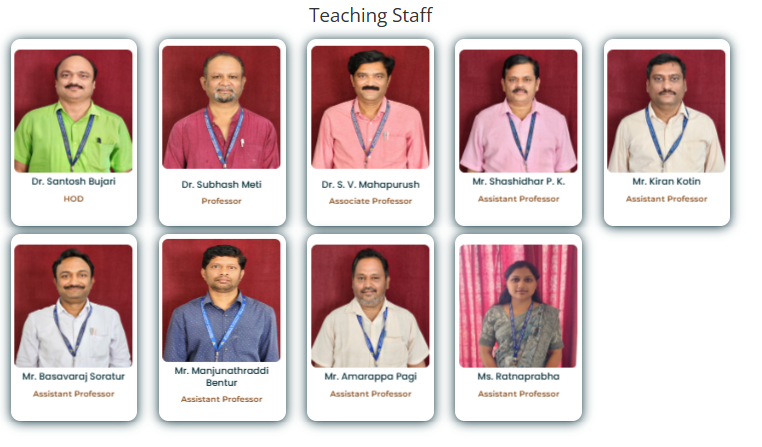 Teaching Staff
Dr. Santosh Bujari
HOD
Dr. Subhash Meti
Professor
Dr. S. V. Mahapurush
Associate Professor
Mr. Shashidhar P. K.
Assistant Professor
Mr. Kiran Kotin
Assistant Professor
Mr. Basavaraj Soratur
Assistant Professor
Mr. Manjunathraddi
Bentur
Assistant Professor
Mr. Amarappa Pagi
Assistant Professor
Ms. Ratnaprabha
Assistant Professor